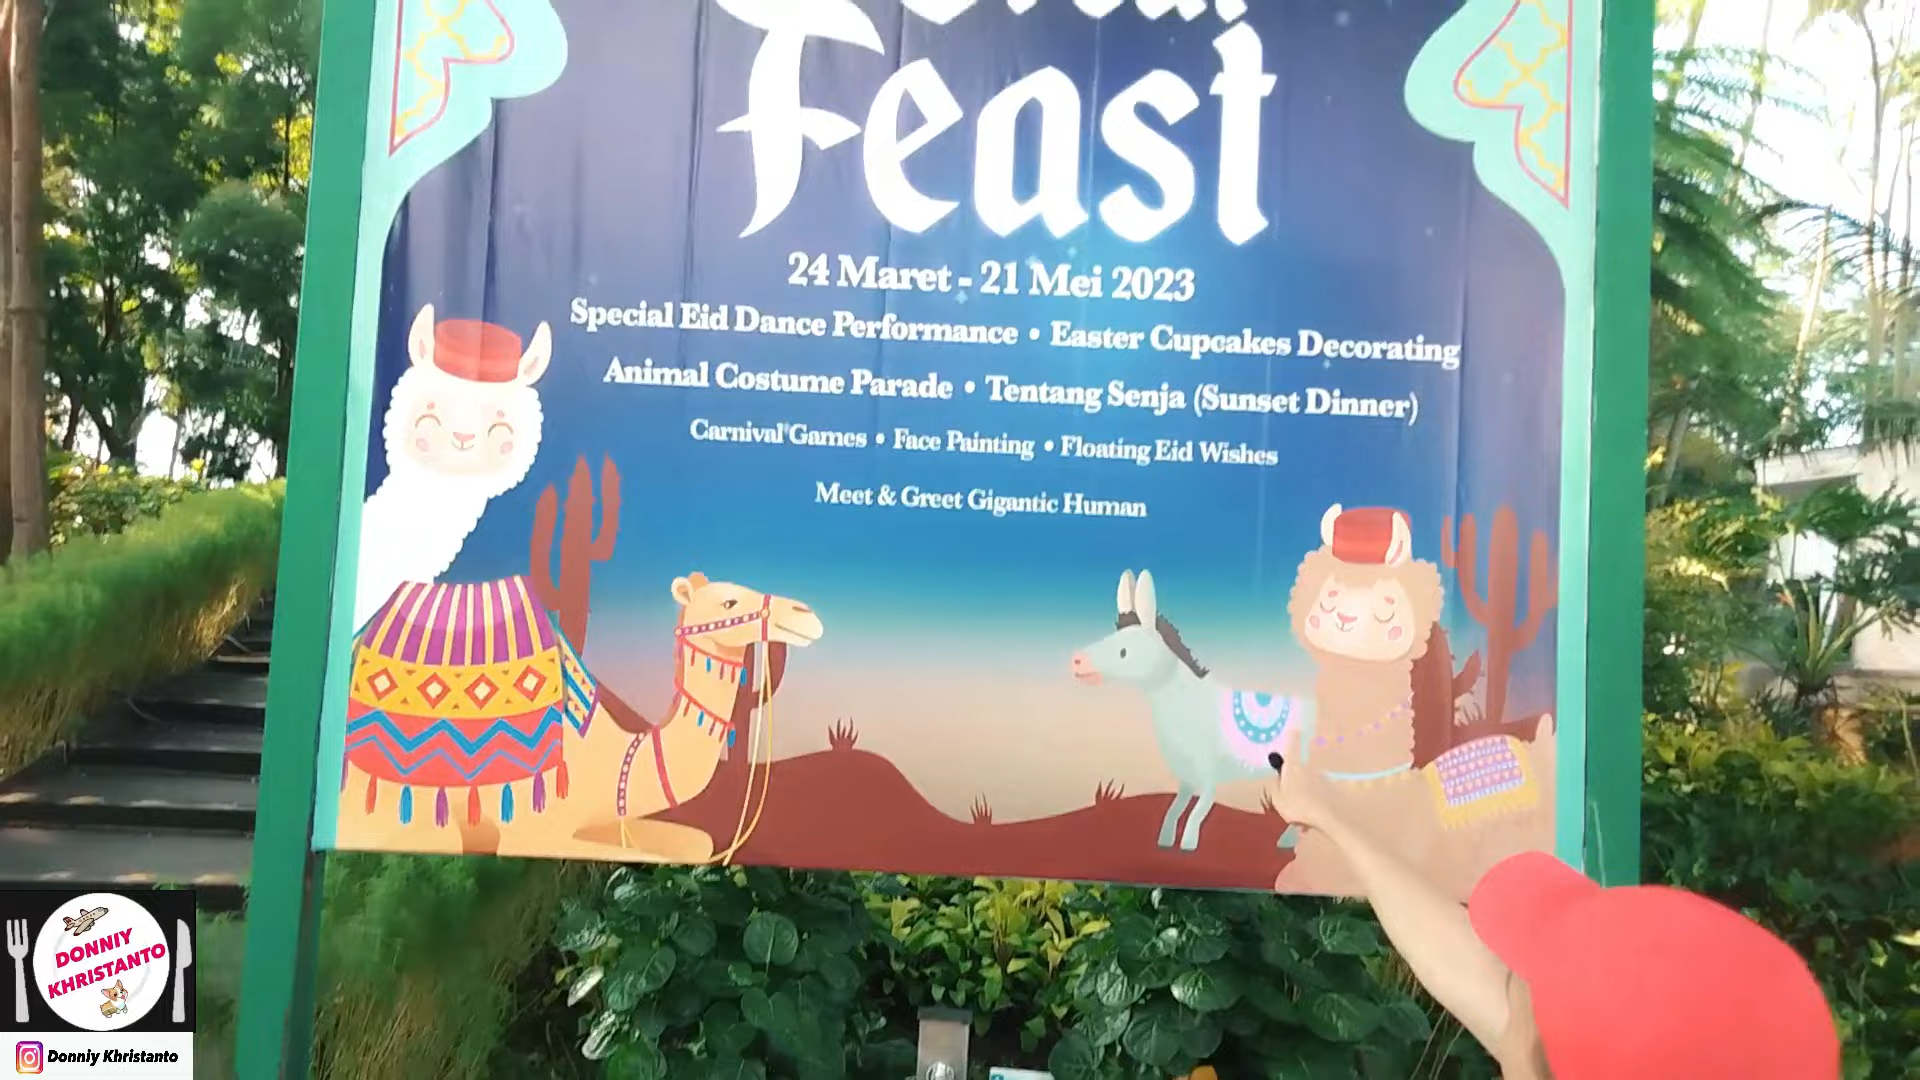 Feast
24 Maret - 21 Mei 2023
Special Eid Dance Performance • Easter Cupcakes Decorating
Animal Costume Parade • Tentang Senja (Sunset Dinner)
Carnival Games • Face Painting • Floating Eid Wishes
Meet & Greet Gigantic Human
DONNIY
KHRISTANTO
Donniy Khristanto